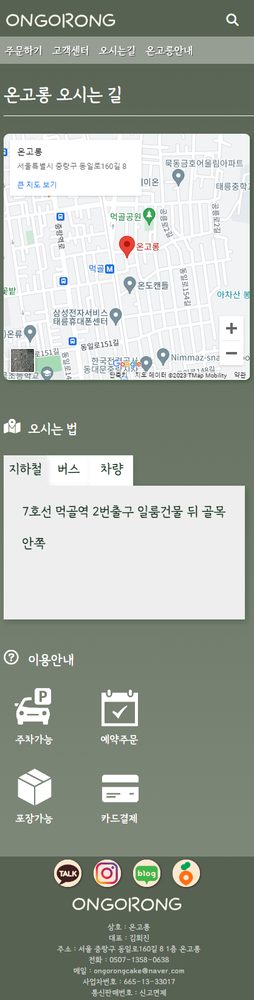 ONGORONG
주문하기 고객센터 오시는길 온고롱안내
온고롱 오시는 길
온고롱
서울특별시 중랑구 동일로160길 8
큰 지도 보기
이온
묵동금호어울림아파트
태릉중학교
공릉로2길
공릉로2길
먹골공원
중랑역로
온고롱
먹골 M
온도캔들
동일로154길
아차산 봉
꽃밭
삼성전자서비스
태릉휴대폰센터
)온류
동일로151길
로151길
동일로14
한국전력공사
동대문중랑지사
Nimmaz-sna
148길
초등학교
Google
단축키 지도 데이터 ©2023 TMap Mobility 약관
오시는 법
지하철 버스 차량
7호선 먹골역 2번출구 일룸건물 뒤 골목
안쪽
이용안내
P
주차가능 예약주문
포장가능 카드결제
TALK blog
ONGORONG
상호 : 온고롱
대표 : 김희진
주소 : 서울 중랑구 동일로160길 8 1층 온고롱
전화 : 0507-1358-0638
메일 : ongorongcake@naver.com
사업자번호 : 665-13-33017
통신판매번호 : 신고면제